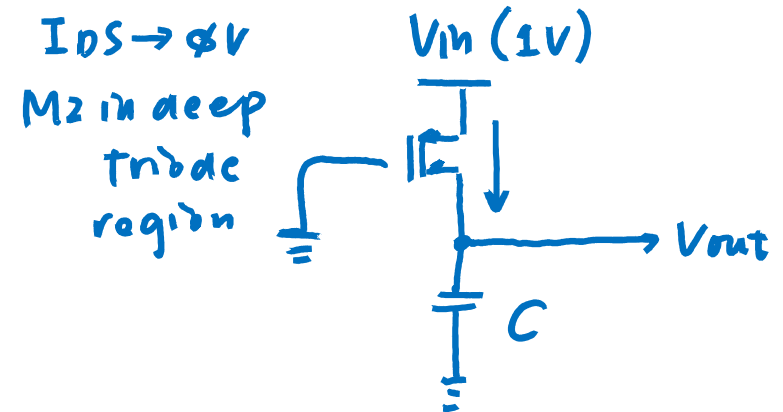 IDS → ∅V
M2 in deep
triode
region
Vin (1V)
Vout
C